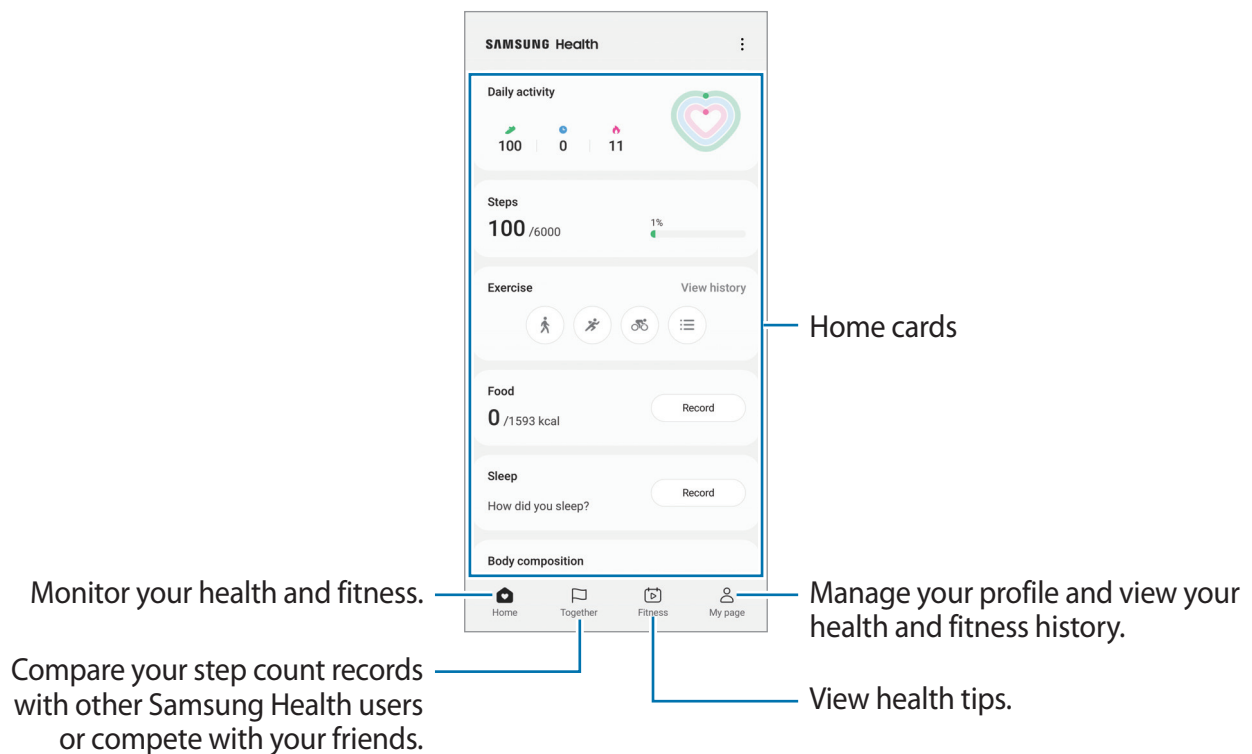 SAMSUNG Health
Daily activity
100
0
11
Steps
100 /6000
1%
Exercise
View history
Home cards
Food
0 /1593 kcal
Record
Sleep
How did you sleep?
Record
Body composition
Home
Together
Fitness
My page
Monitor your health and fitness.
Compare your step count records
with other Samsung Health users
or compete with your friends.
Manage your profile and view your
health and fitness history.
View health tips.